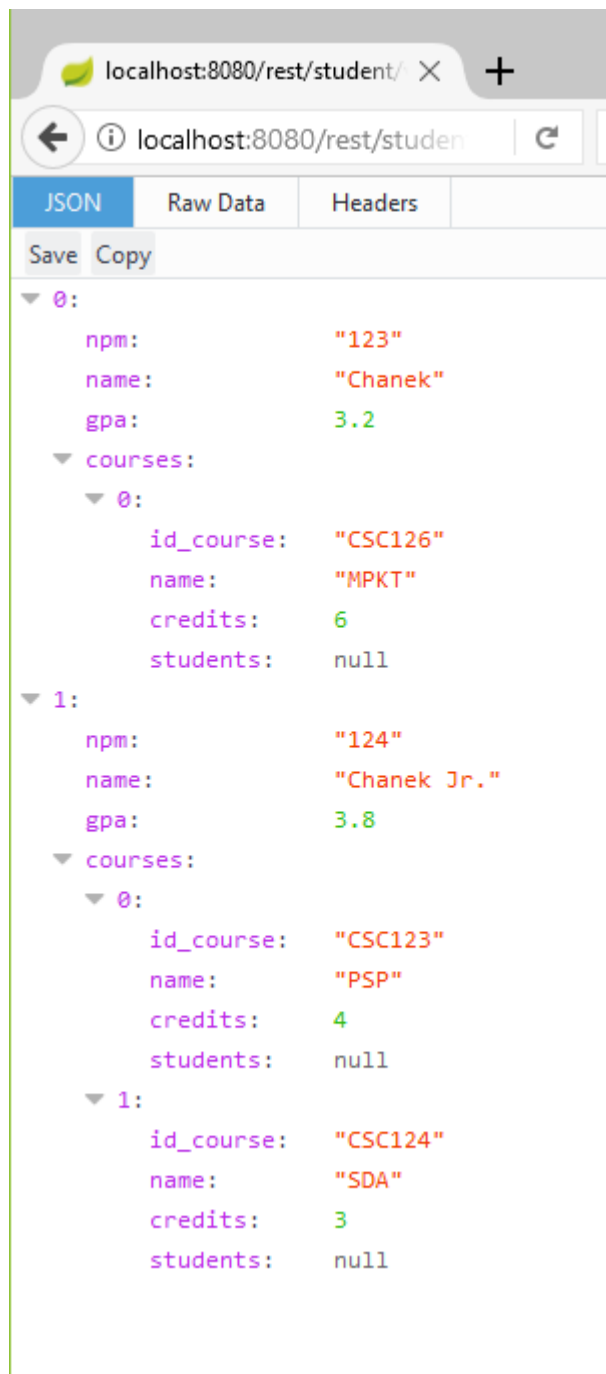 localhost:8080/rest/student/
localhost:8080/rest/studen
JSON Raw Data Headers
Save Copy
0:
npm: "123"
name: "Chanek"
gpa: 3.2
courses:
0:
id_course: "CSC126"
name: "MPKT"
credits: 6
students: null
1:
npm: "124"
name: "Chanek Jr."
gpa: 3.8
courses:
0:
id_course: "CSC123"
name: "PSP"
credits: 4
students: null
1:
id_course: "CSC124"
name: "SDA"
credits: 3
students: null